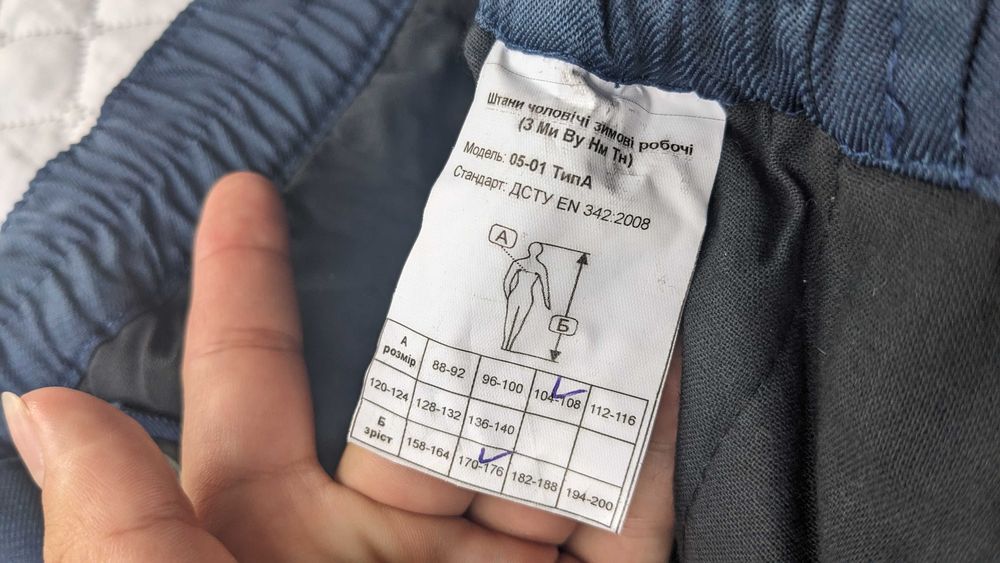 Штани чоловічі зимові робочі
(З Ми Ву Нм Тн)
Модель: 05-01 ТипА
Стандарт: ДСТУ EN 342:2008
А
Б
А розмір 88-92 96-100 104-108 112-116
120-124 128-132 136-140
Б зріст 158-164 170-176 182-188 194-200